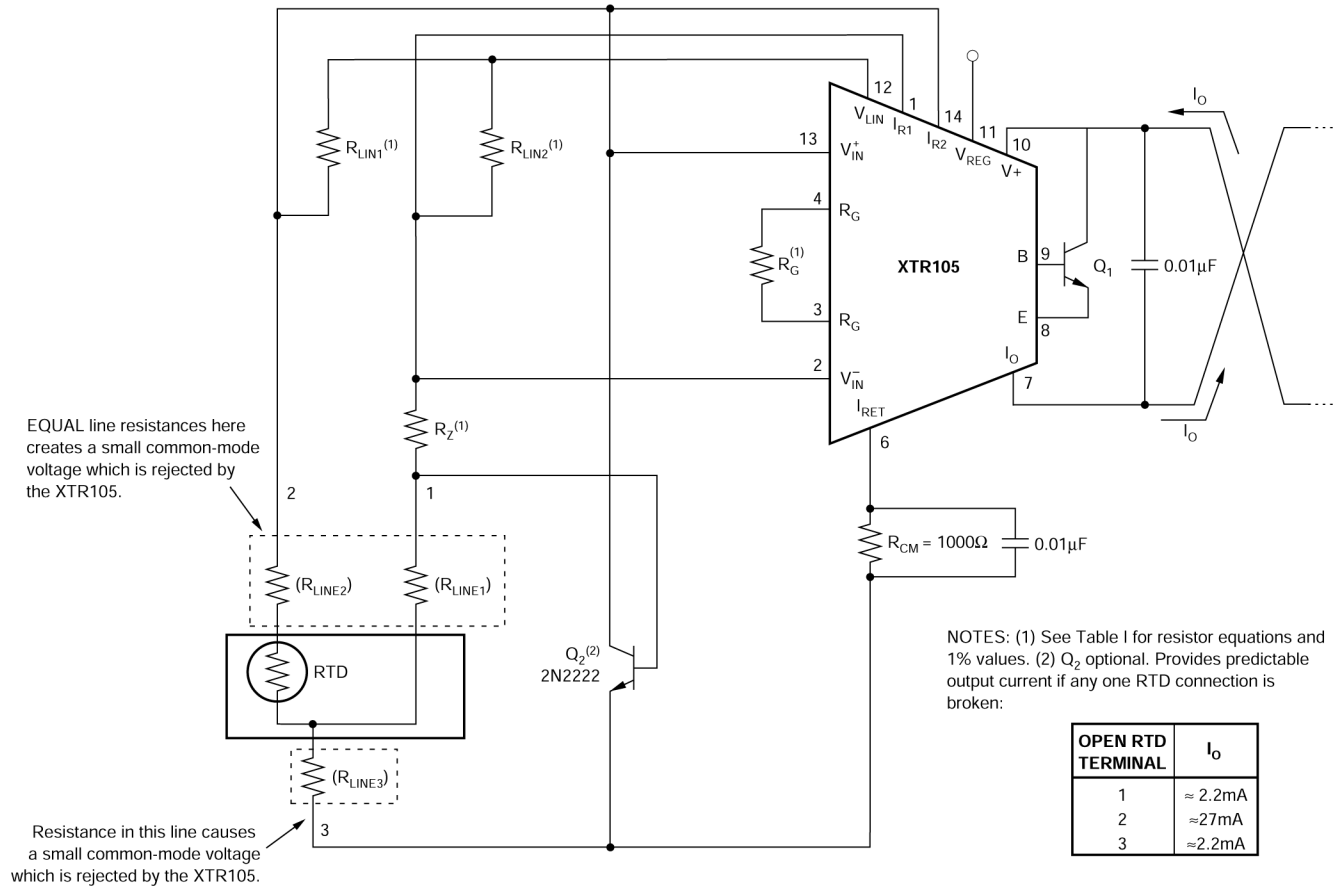 12
1
14
11
10
V_LIN
I_R1
I_R2
V_REG
V+
I_O
R_LIN1^(1)
R_LIN2^(1)
13
V_IN^+
4
R_G
R_G^(1)
XTR105
B
9
Q_1
0.01μF
3
R_G
E
8
I_O
2
V_IN^−
7
I_RET
6
I_O
R_Z^(1)
EQUAL line resistances here
creates a small common-mode
voltage which is rejected by
the XTR105.
2
1
R_CM = 1000Ω
0.01μF
(R_LINE2)
(R_LINE1)
RTD
Q_2^(2)
2N2222
(R_LINE3)
3
Resistance in this line causes
a small common-mode voltage
which is rejected by the XTR105.
NOTES: (1) See Table I for resistor equations and
1% values. (2) Q_2 optional. Provides predictable
output current if any one RTD connection is
broken:
OPEN RTD
TERMINAL
I_O
1 ≈ 2.2mA
2 ≈27mA
3 ≈2.2mA